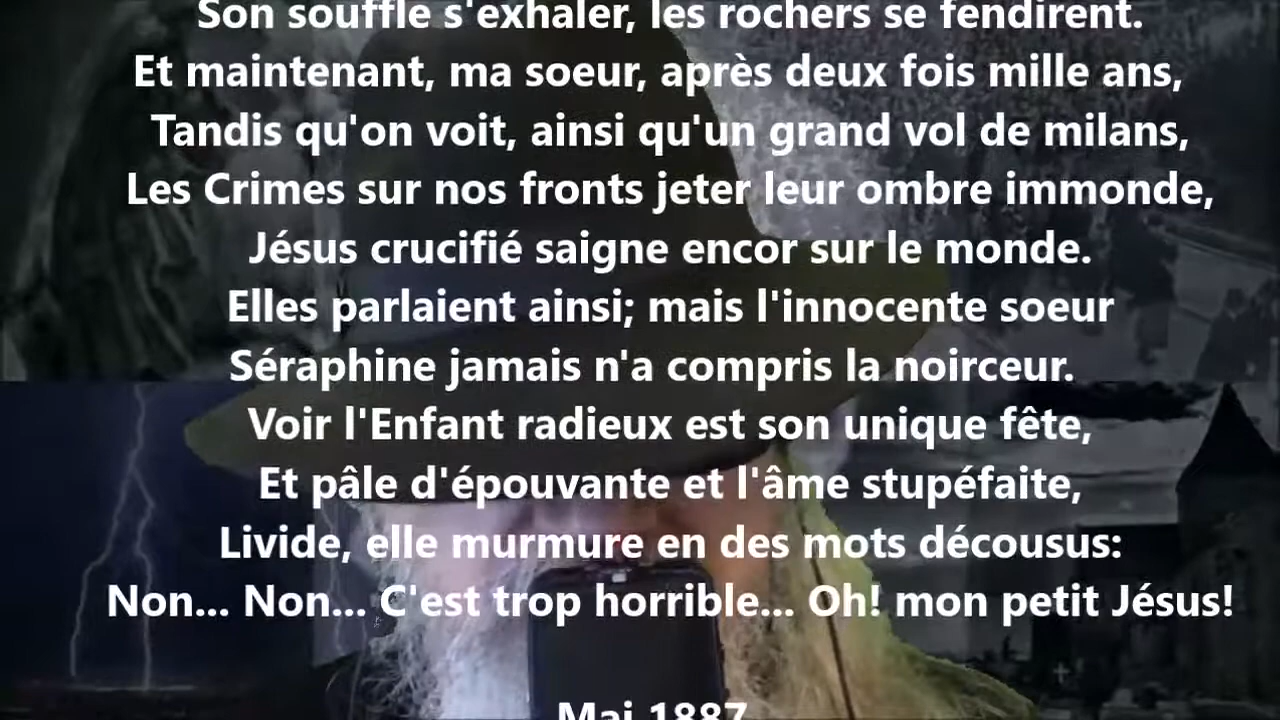 Son souffle s'exhaler, les rochers se fendirent.
Et maintenant, ma soeur, après deux fois mille ans,
Tandis qu'on voit, ainsi qu'un grand vol de milans,
Les Crimes sur nos fronts jeter leur ombre immonde,
Jésus crucifié saigne encor sur le monde.
Elles parlaient ainsi; mais l'innocente soeur
Séraphine jamais n'a compris la noirceur.
Voir l'Enfant radieux est son unique fête,
Et pâle d'épouvante et l'âme stupéfaite,
Livide, elle murmure en des mots décousus:
Non... Non... C'est trop horrible... Oh! mon petit Jésus!
Mai 1887